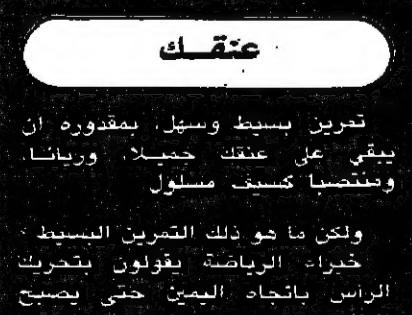 عنقك
تمرين بسيط وسهل، بمقدوره ان
يبقي على عنقك جميلا، وريانا،
ومنتصبا كسيف مسلول
ولكن ما هو ذلك التمرين البسيط
خبراء الرياضة يقولون بتحريك
الرأس باتجاه اليمين حتى يصبح